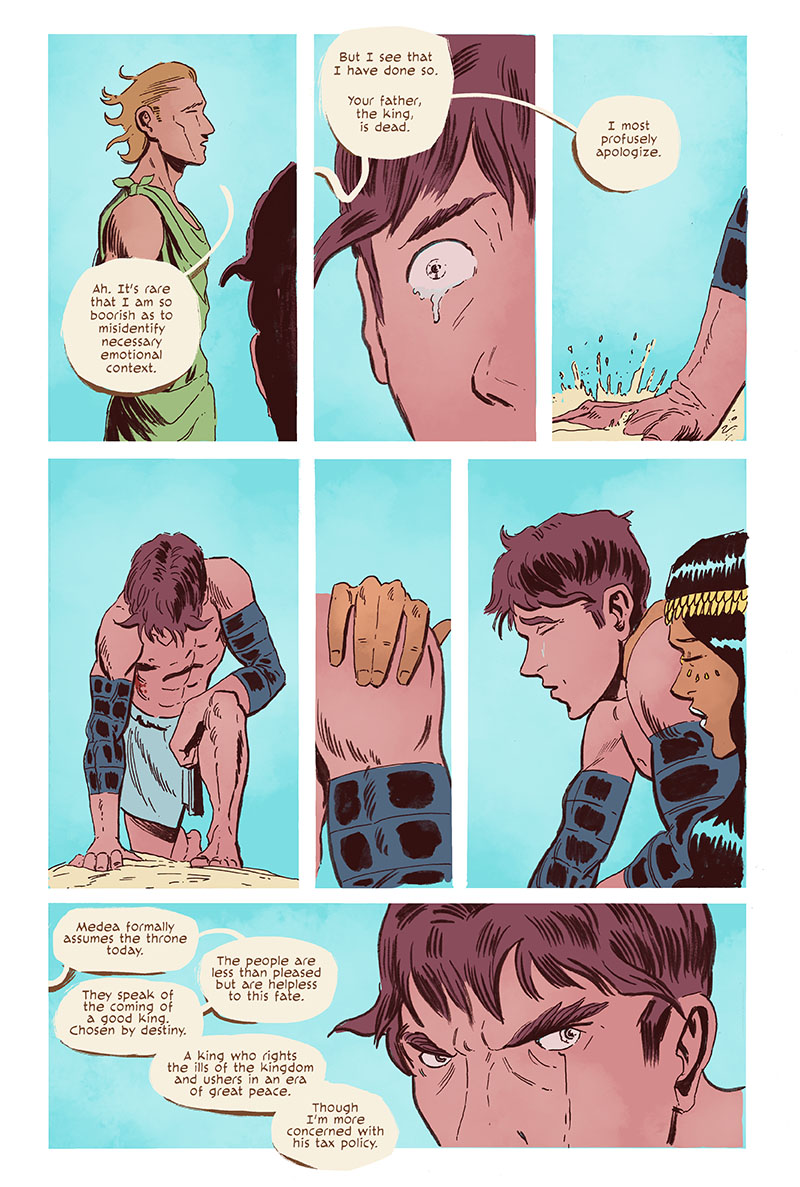 Ah. It's rare
that I am so
boorish as to
misidentify
necessary
emotional
context.
But I see that
I have done so.
Your father,
the king,
is dead.
I most
profusely
apologize.
Medea formally
assumes the throne
today.
The people are
less than pleased
but are helpless
to this fate.
They speak of
the coming of
a good king.
Chosen by destiny.
A king who rights
the ills of the kingdom
and ushers in an era
of great peace.
Though
I'm more
concerned with
his tax policy.